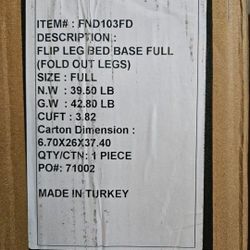 ITEM# : FND103FD
DESCRIPTION :
FLIP LEG BED BASE FULL
(FOLD OUT LEGS)
SIZE : FULL
N.W : 39.50 LB
G.W : 42.80 LB
CUFT : 3.82
Carton Dimension :
6.70X26X37.40
QTY/CTN: 1 PIECE
PO#: 71002
MADE IN TURKEY